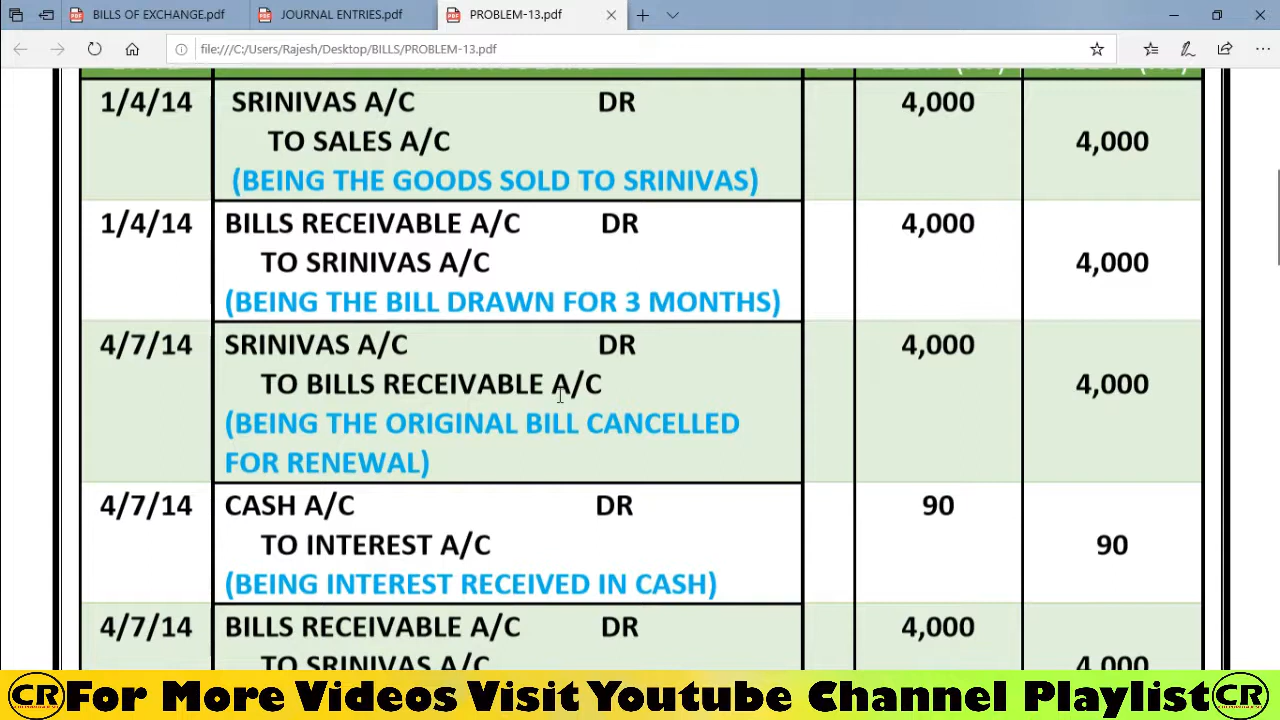 BILLS OF EXCHANGE.pdf JOURNAL ENTRIES.pdf PROBLEM-13.pdf
file:///C:/Users/Rajesh/Desktop/BILLS/PROBLEM-13.pdf
1/4/14 SRINIVAS A/C DR 4,000
TO SALES A/C 4,000
(BEING THE GOODS SOLD TO SRINIVAS)
1/4/14 BILLS RECEIVABLE A/C DR 4,000
TO SRINIVAS A/C 4,000
(BEING THE BILL DRAWN FOR 3 MONTHS)
4/7/14 SRINIVAS A/C DR 4,000
TO BILLS RECEIVABLE A/C 4,000
(BEING THE ORIGINAL BILL CANCELLED
FOR RENEWAL)
4/7/14 CASH A/C DR 90
TO INTEREST A/C 90
(BEING INTEREST RECEIVED IN CASH)
4/7/14 BILLS RECEIVABLE A/C DR 4,000
TO SRINIVAS A/C 4,000
CR For More Videos Visit Youtube Channel Playlist CR